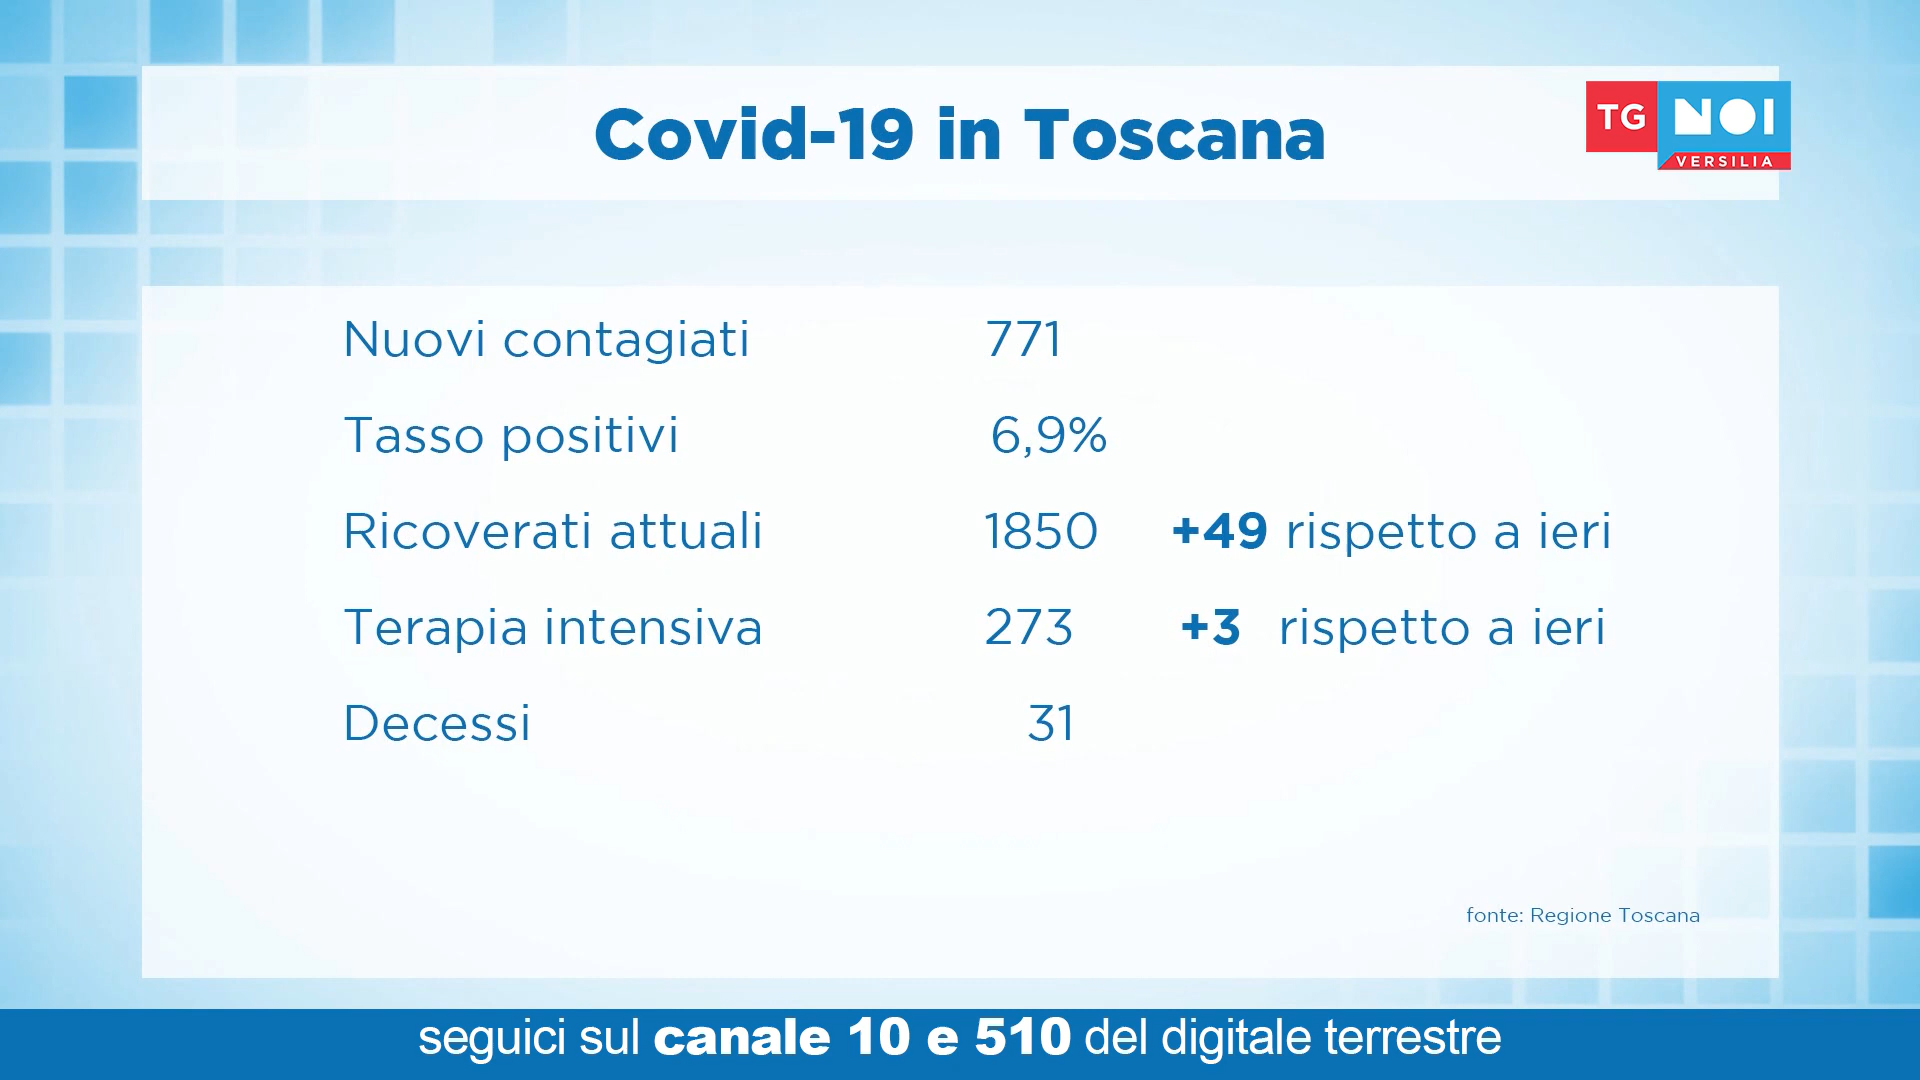 Covid-19 in Toscana
TG NOI
VERSILIA
Nuovi contagiati 771
Tasso positivi 6,9%
Ricoverati attuali 1850 +49 rispetto a ieri
Terapia intensiva 273 +3 rispetto a ieri
Decessi 31
fonte: Regione Toscana
seguici sul canale 10 e 510 del digitale terrestre